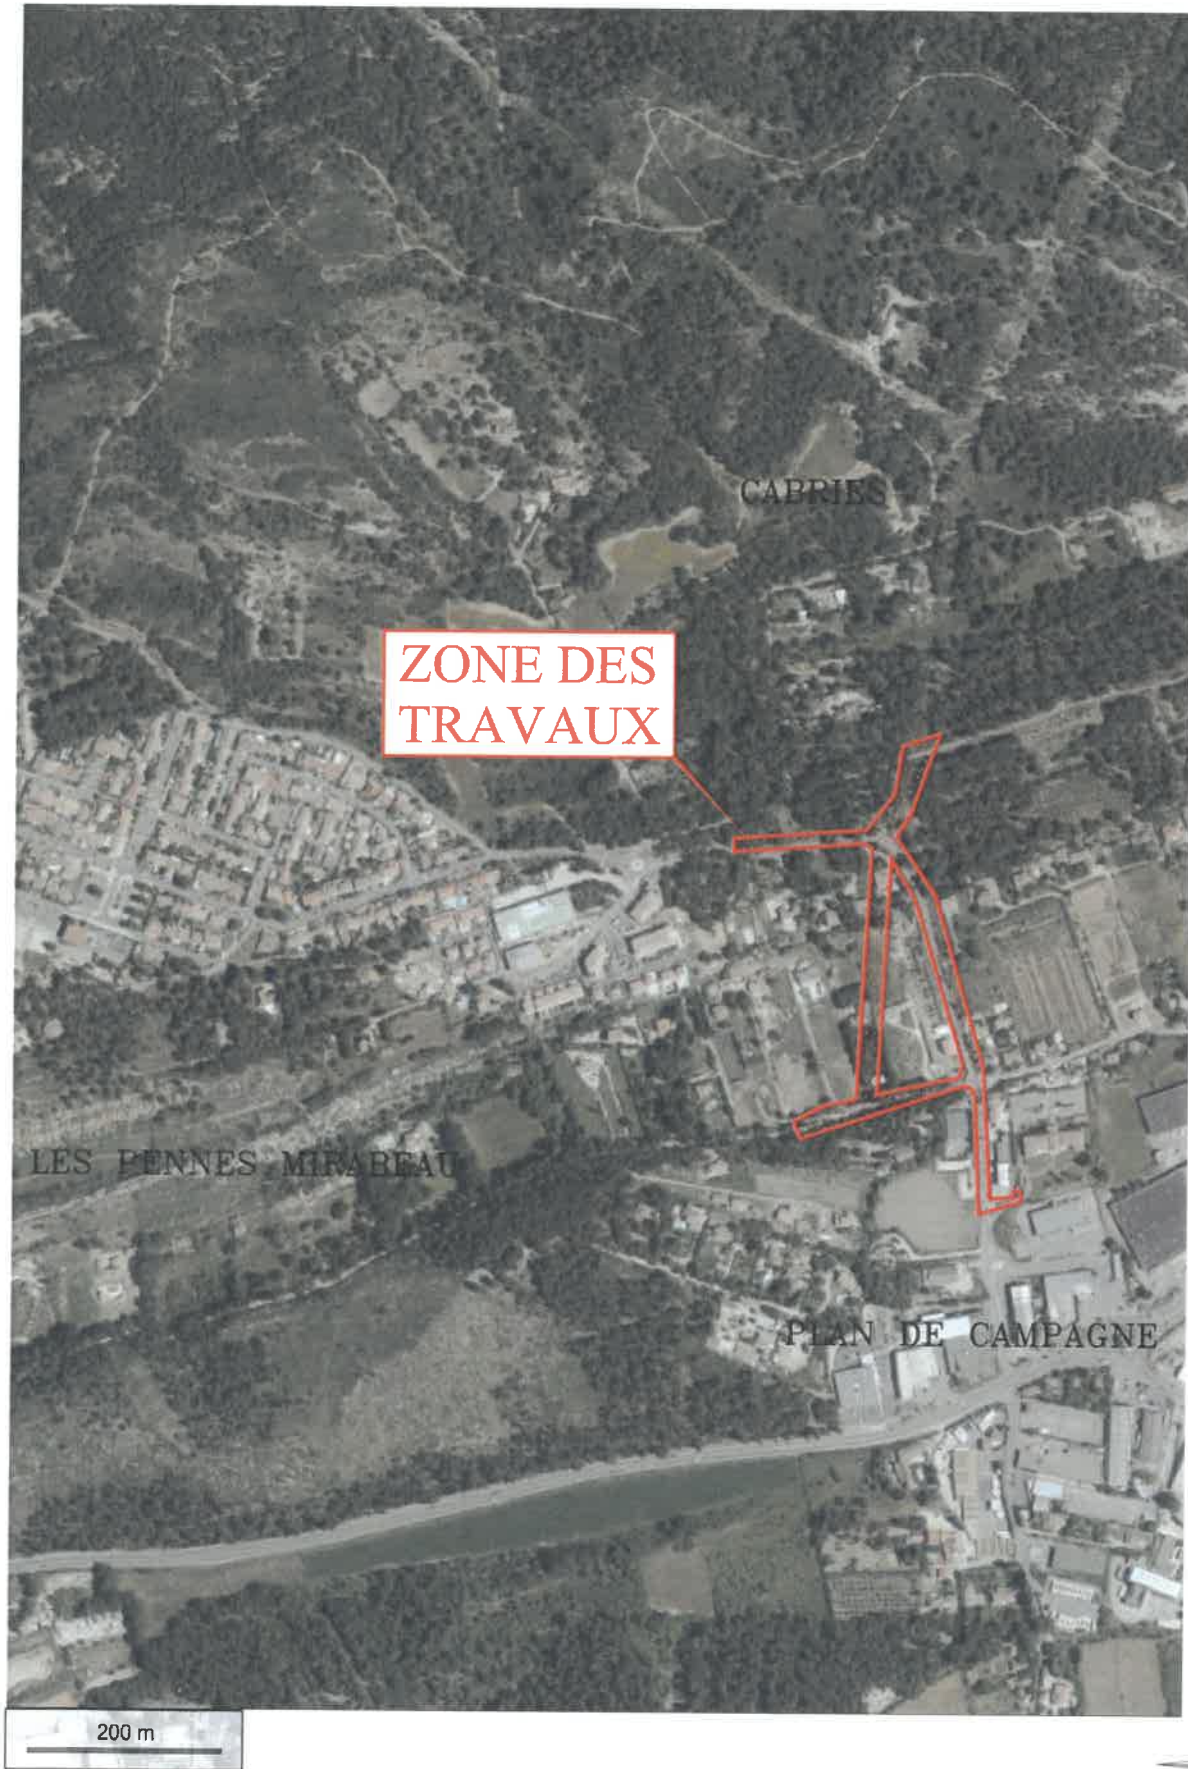 CABRIES
ZONE DES
TRAVAUX
LES PENNES MIRABEAU
PLAN DE CAMPAGNE
200 m